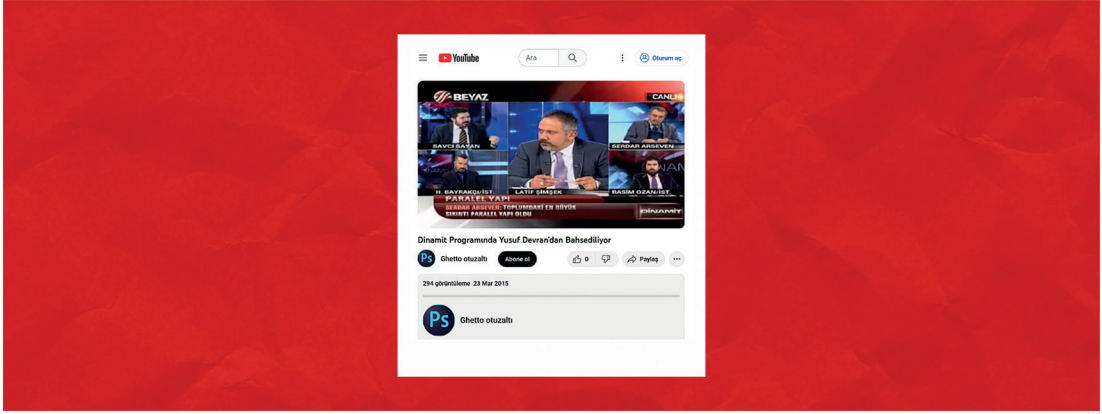 YouTube
Ara
Oturum aç
BEYAZ
CANLI
SAVCI SAYAN
SERDAR ARSEVEN
H. BAYRAKÇI/İST.
LATİF ŞİMŞEK
RASİM OZAN/İST.
PARALEL YAPI
SERDAR ARSEVEN: TOPLUMDAKİ EN BÜYÜK
SIKINTI PARALEL YAPI OLDU
DİNAMİT
Dinamit Programında Yusuf Devran'dan Bahsediliyor
Ps
Ghetto otuzaltı
Abone ol
0
Paylaş
294 görüntüleme 23 Mar 2015
Ps
Ghetto otuzaltı